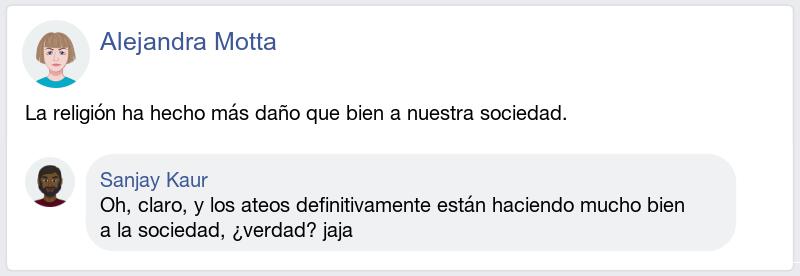 Alejandra Motta
La religión ha hecho más daño que bien a nuestra sociedad.
Sanjay Kaur
Oh, claro, y los ateos definitivamente están haciendo mucho bien
a la sociedad, ¿verdad? jaja